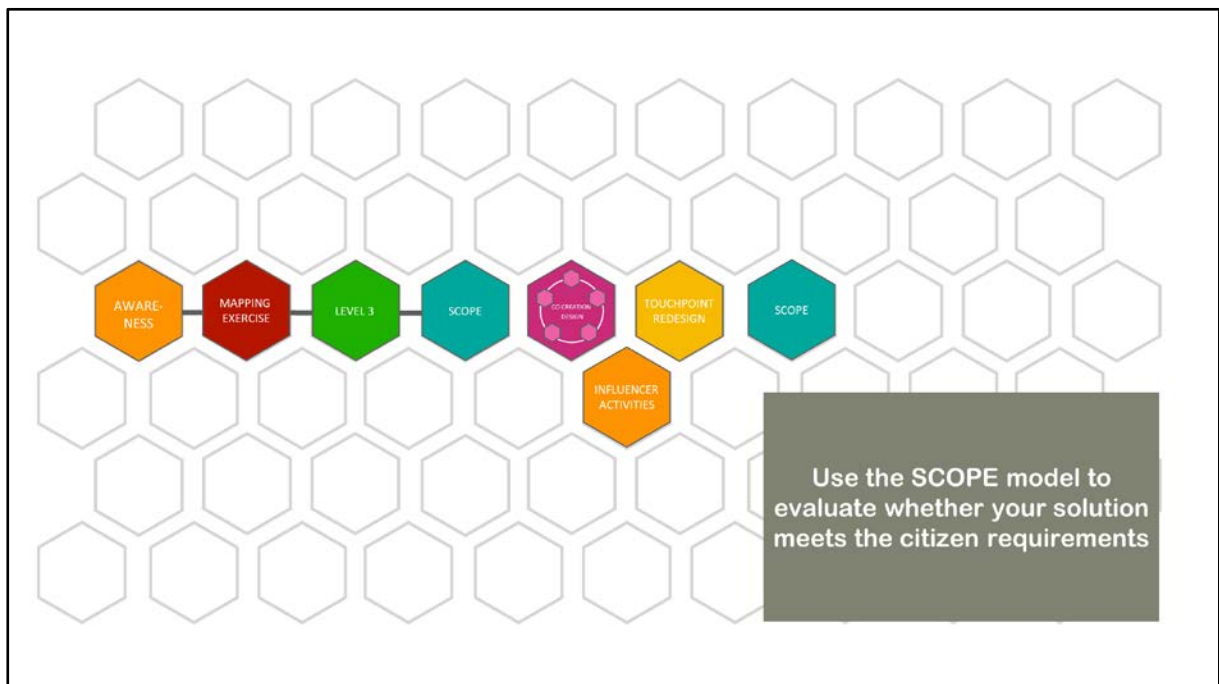 AWARE-
NESS
MAPPING
EXERCISE
LEVEL 3
SCOPE
CO CREATION
DESIGN
TOUCHPOINT
REDESIGN
SCOPE
INFLUENCER
ACTIVITIES
Use the SCOPE model to
evaluate whether your solution
meets the citizen requirements